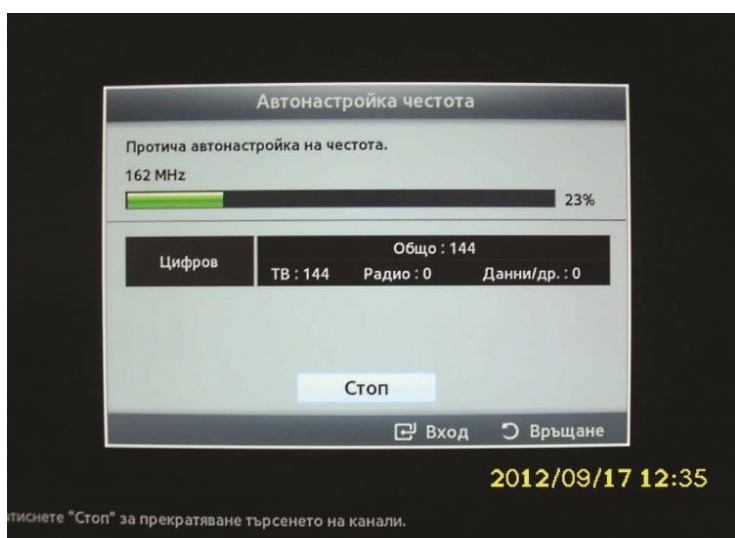 Автонастройка честота
Протича автонастройка на честота.
162 MHz
23%
Цифров
Общо : 144
ТВ : 144 Радио : 0 Данни/др. : 0
Стоп
Вход Връщане
2012/09/17 12:35
"Стоп" за прекратяване търсенето на канали.